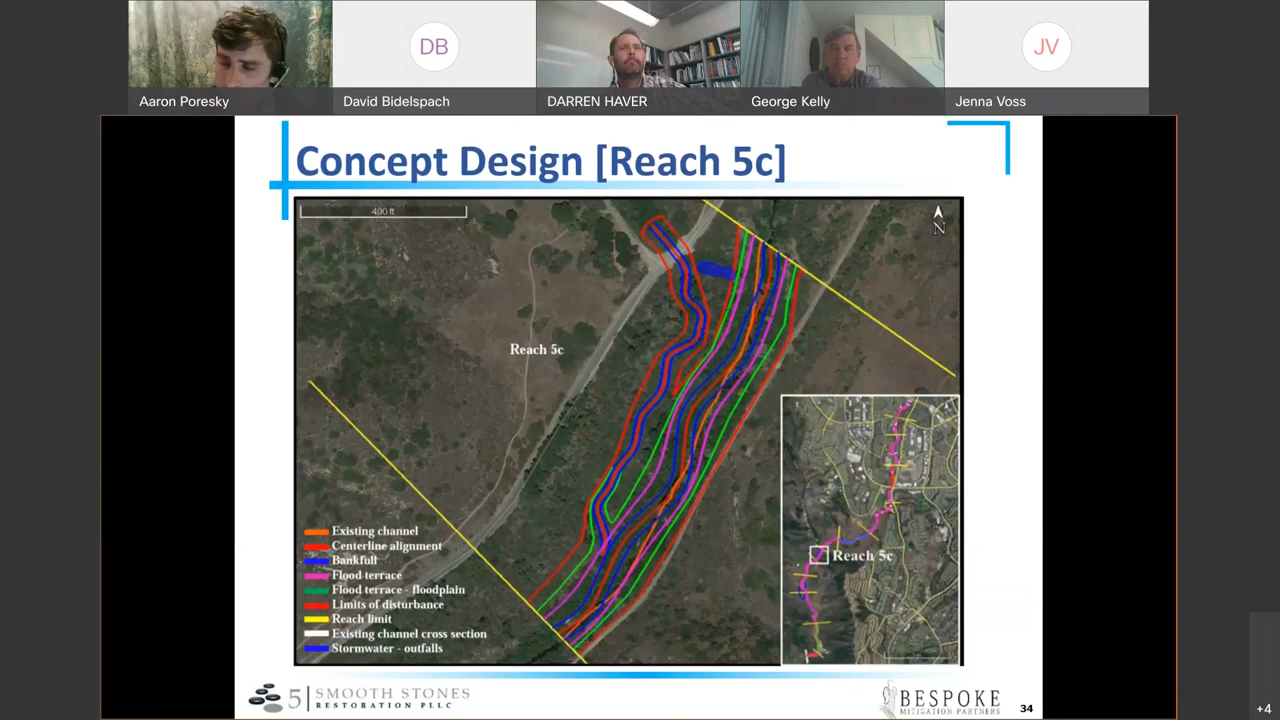 DB
JV
Aaron Poresky
David Bidelspach
DARREN HAVER
George Kelly
Jenna Voss
Concept Design [Reach 5c]
400 ft
N
Reach 5c
Existing channel
Centerline alignment
Bankfull
Flood terrace
Flood terrace - floodplain
Limits of disturbance
Reach limit
Existing channel cross section
Stormwater - outfalls
Reach 5c
5 SMOOTH STONES
RESTORATION PLLC
BESPOKE
MITIGATION PARTNERS
34
+4